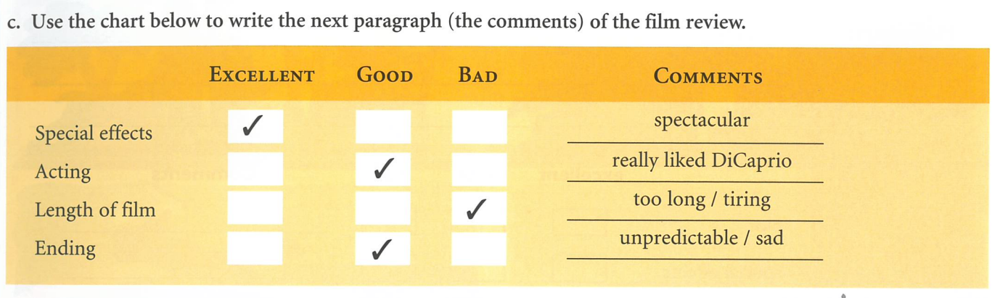 c. Use the chart below to write the next paragraph (the comments) of the film review.
EXCELLENT GOOD BAD COMMENTS
Special effects ✓ spectacular
Acting ✓ really liked DiCaprio
Length of film ✓ too long / tiring
Ending ✓ unpredictable / sad